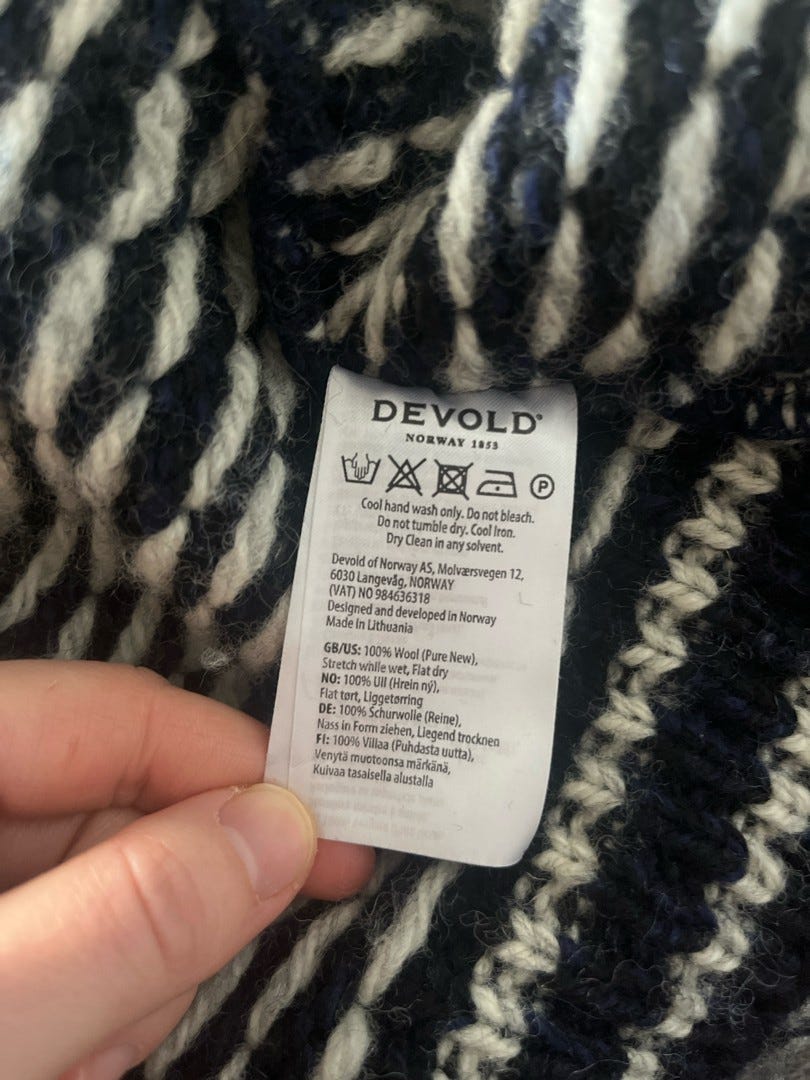 DEVOLD®
NORWAY 1853
P
Cool hand wash only. Do not bleach.
Do not tumble dry. Cool Iron.
Dry Clean in any solvent.
Devold of Norway AS, Molværsvegen 12,
6030 Langevåg, NORWAY
(VAT) NO 984636318
Designed and developed in Norway
Made in Lithuania
GB/US: 100% Wool (Pure New),
Stretch while wet, Flat dry
NO: 100% Ull (Hrein ný),
Flat tørt, Liggetørring
DE: 100% Schurwolle (Reine),
Nass in Form ziehen, Liegend trocknen
FI: 100% Villaa (Puhdasta uutta),
Venytä muotoonsa märkänä,
Kuivaa tasaisella alustalla